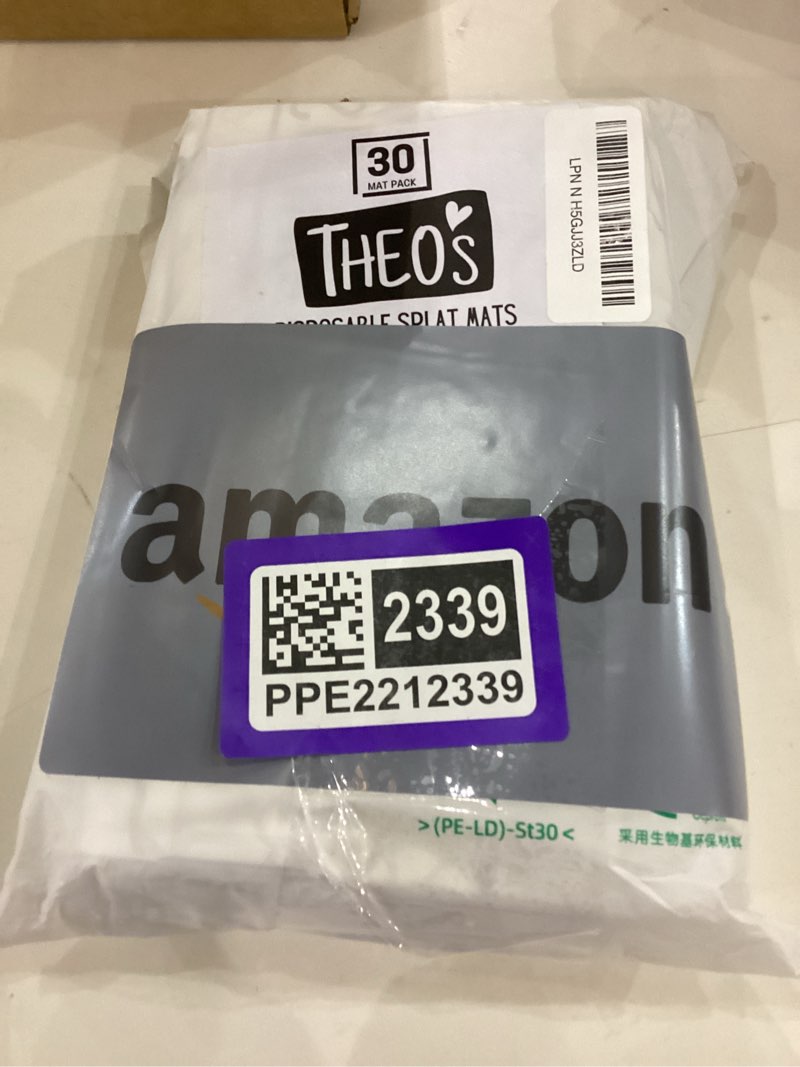 30
MAT PACK
THEO'S
DISPOSABLE SPLAT MATS
LPN N H5GJJ3ZLD
amazon
2339
PPE2212339
>(PE-LD)-St30<
采用生物基环保材料